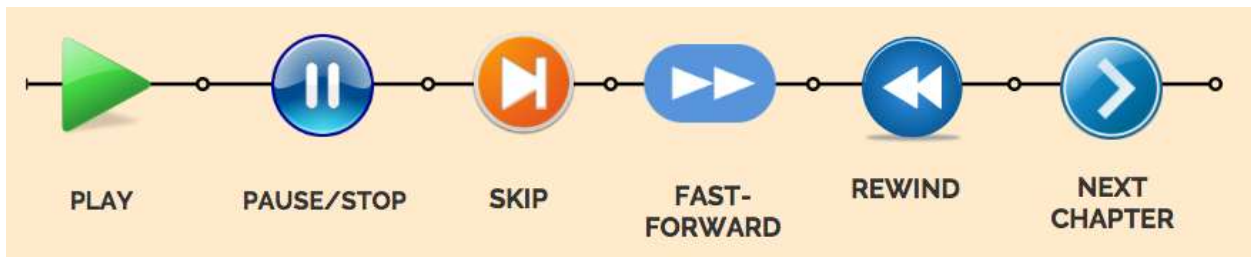 PLAY
PAUSE/STOP
SKIP
FAST-
FORWARD
REWIND
NEXT
CHAPTER